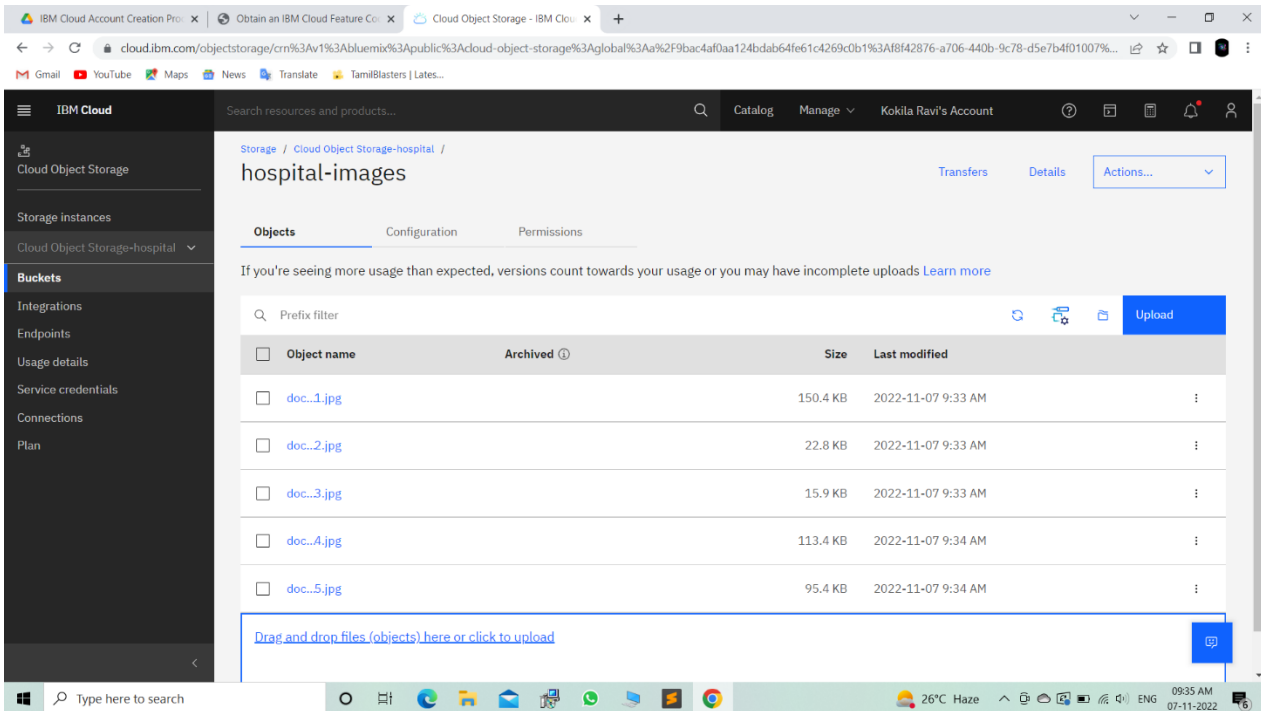 IBM Cloud Account Creation Pro
Obtain an IBM Cloud Feature Co
Cloud Object Storage - IBM Clou
cloud.ibm.com/objectstorage/crn%3Av1%3Abluemix%3Apublic%3Acloud-object-storage%3Aglobal%3Aa%2F9bac4af0aa124bdab64fe61c4269c0b1%3Af8f42876-a706-440b-9c78-d5e7b4f01007%...
Gmail YouTube Maps News Translate TamilBlasters | Lates...
IBM Cloud Search resources and products... Catalog Manage Kokila Ravi's Account
Cloud Object Storage
Storage instances
Cloud Object Storage-hospital
Buckets
Integrations
Endpoints
Usage details
Service credentials
Connections
Plan
Storage / Cloud Object Storage-hospital /
hospital-images Transfers Details Actions...
Objects Configuration Permissions
If you're seeing more usage than expected, versions count towards your usage or you may have incomplete uploads Learn more
Prefix filter Upload
Object name Archived Size Last modified
doc...1.jpg 150.4 KB 2022-11-07 9:33 AM
doc...2.jpg 22.8 KB 2022-11-07 9:33 AM
doc...3.jpg 15.9 KB 2022-11-07 9:33 AM
doc...4.jpg 113.4 KB 2022-11-07 9:34 AM
doc...5.jpg 95.4 KB 2022-11-07 9:34 AM
Drag and drop files (objects) here or click to upload
Type here to search 26°C Haze ENG 09:35 AM
07-11-2022 6